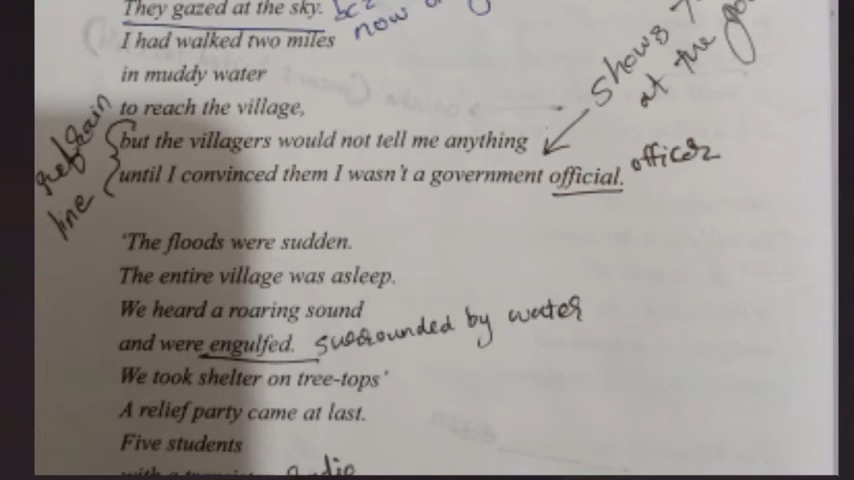 They gazed at the sky.
now
I had walked two miles
in muddy water
to reach the village,
shows
at the
but the villagers would not tell me anything
until I convinced them I wasn't a government official.
officer
Refrain
line
'The floods were sudden.
The entire village was asleep.
We heard a roaring sound
and were engulfed.
surrounded by water
We took shelter on tree-tops'
A relief party came at last.
Five students